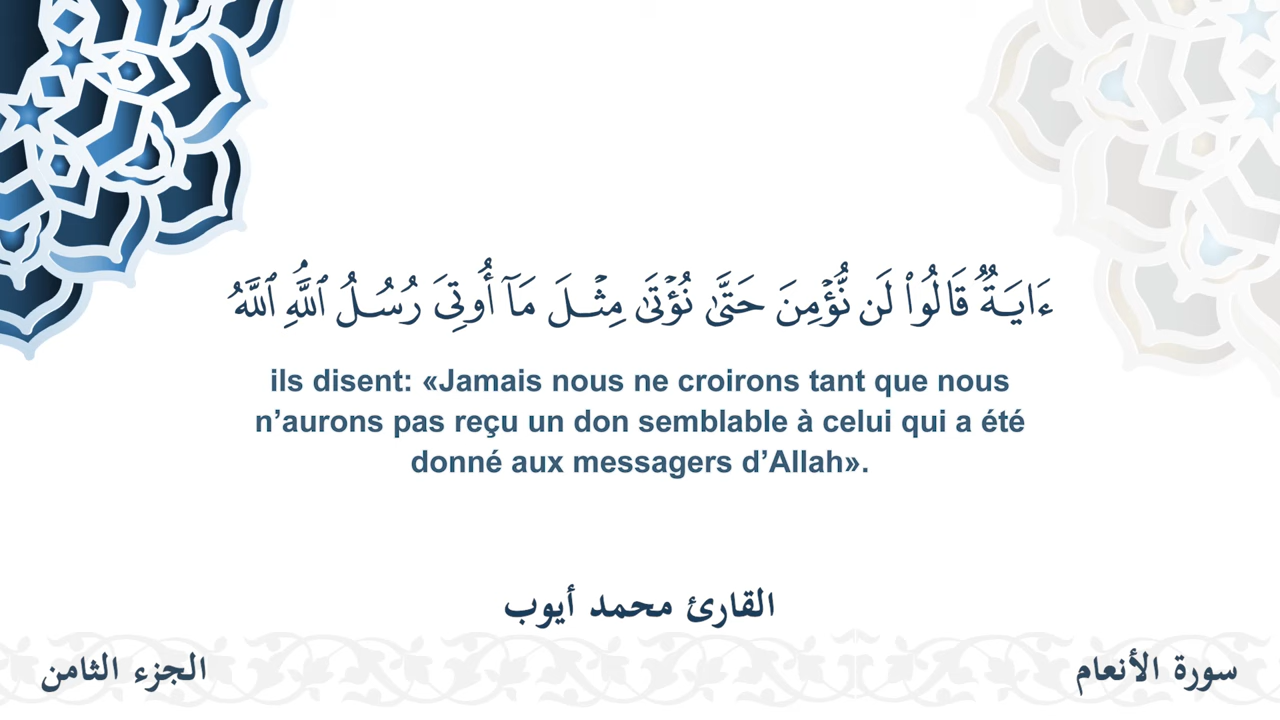 ءَايَةٌ قَالُوا۟ لَن نُّؤْمِنَ حَتَّىٰ نُؤْتَىٰ مِثْلَ مَآ أُوتِىَ رُسُلُ ٱللَّهِ ۘ ٱللَّهُ
ils disent: «Jamais nous ne croirons tant que nous
n’aurons pas reçu un don semblable à celui qui a été
donné aux messagers d’Allah».
القارئ محمد أيوب
سورة الأنعام
الجزء الثامن